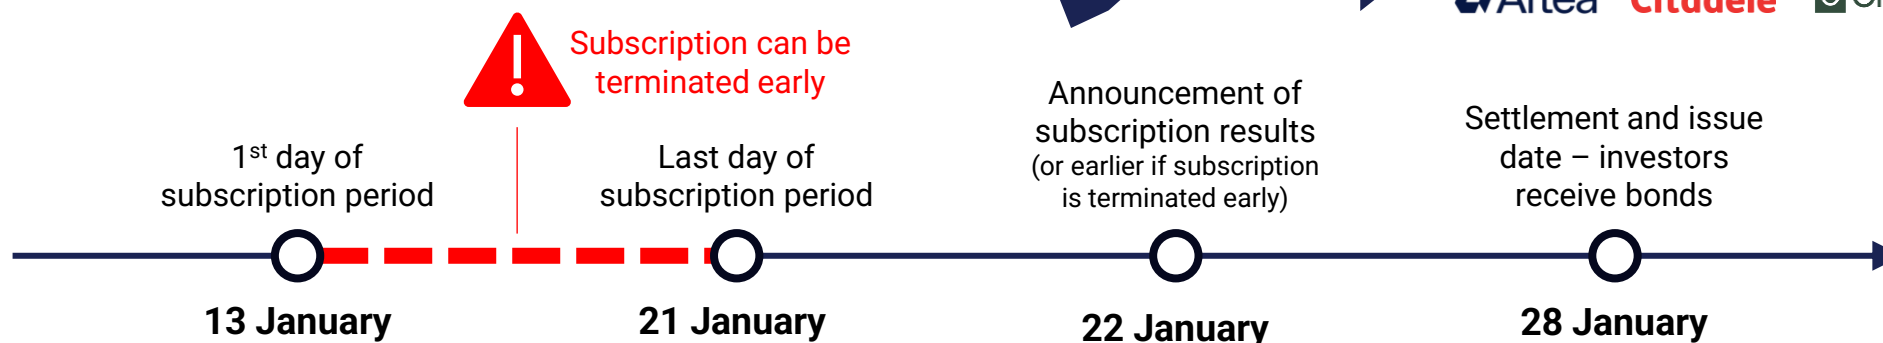 Artea
Citadele
Subscription can be
terminated early
1st day of
subscription period
Last day of
subscription period
Announcement of
subscription results
(or earlier if subscription
is terminated early)
Settlement and issue
date – investors
receive bonds
13 January
21 January
22 January
28 January